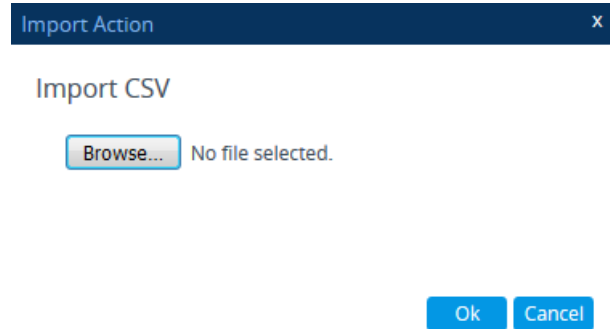 Import Action x
Import CSV
Browse... No file selected.
Ok Cancel